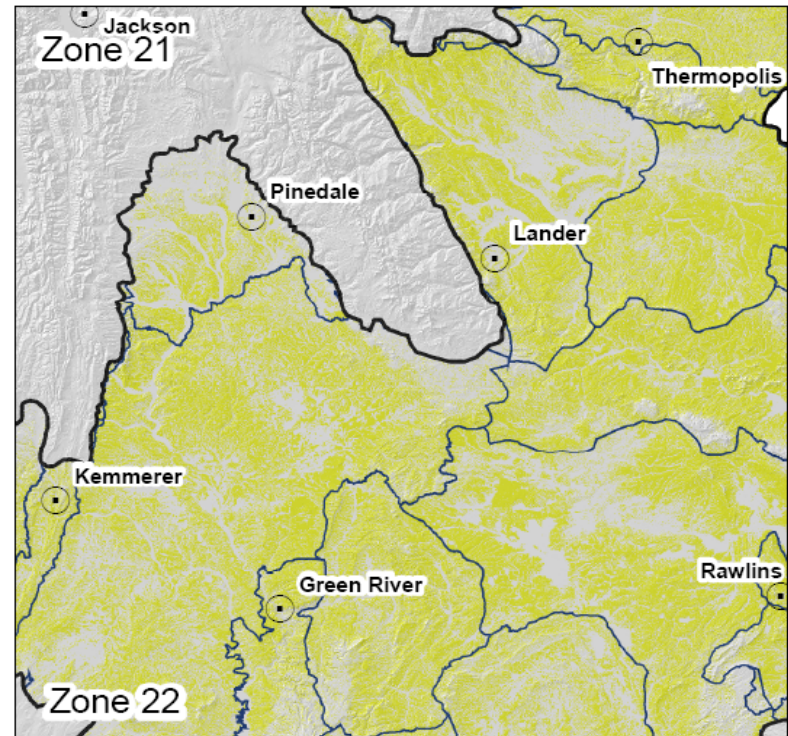 Jackson
Zone 21
Thermopolis
Pinedale
Lander
Kemmerer
Rawlins
Green River
Zone 22